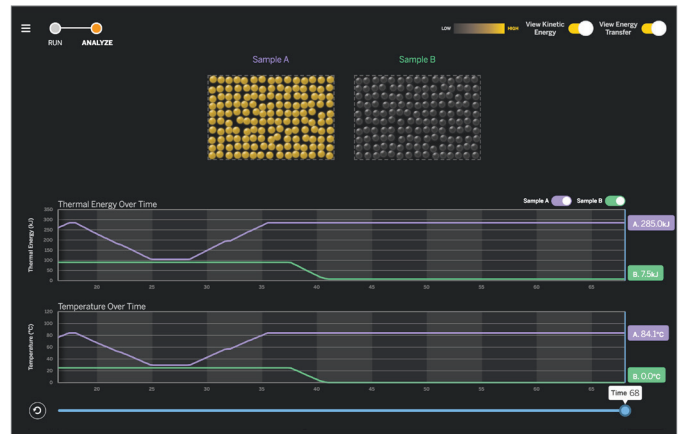 RUN
ANALYZE
LOW
HIGH
View Kinetic
Energy
View Energy
Transfer
Sample A
Sample B
Thermal Energy Over Time
Sample A
Sample B
Thermal Energy (kJ)
350
300
250
200
150
100
50
0
20 25 30 35 40 45 50 55 60 65
A. 285.0kJ
B. 7.5kJ
Temperature Over Time
Temperature (°C)
120
100
80
60
40
20
0
20 25 30 35 40 45 50 55 60 65
A. 84.1°C
B. 0.0°C
Time 68